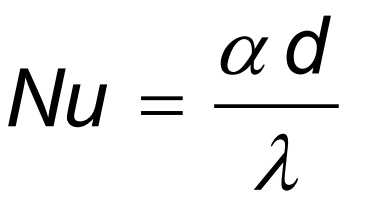 Nu = α d / λ